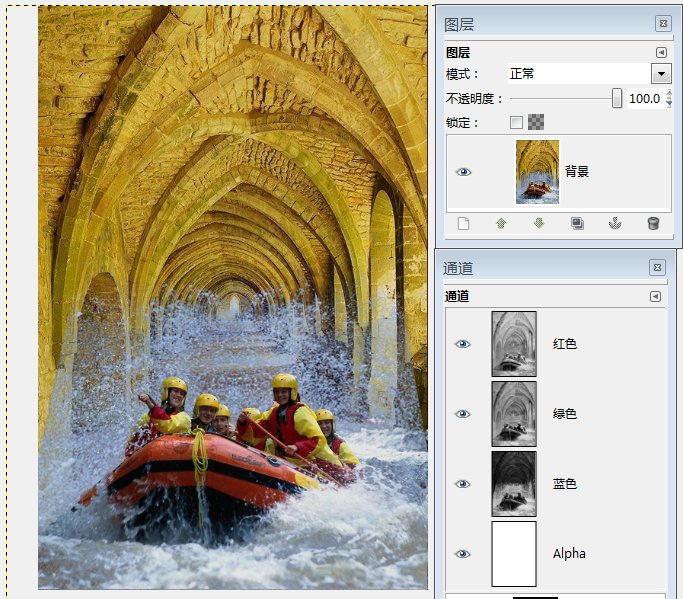 图层
图层
模式：
正常
不透明度：
100.0
锁定：
背景
通道
通道
红色
绿色
蓝色
Alpha